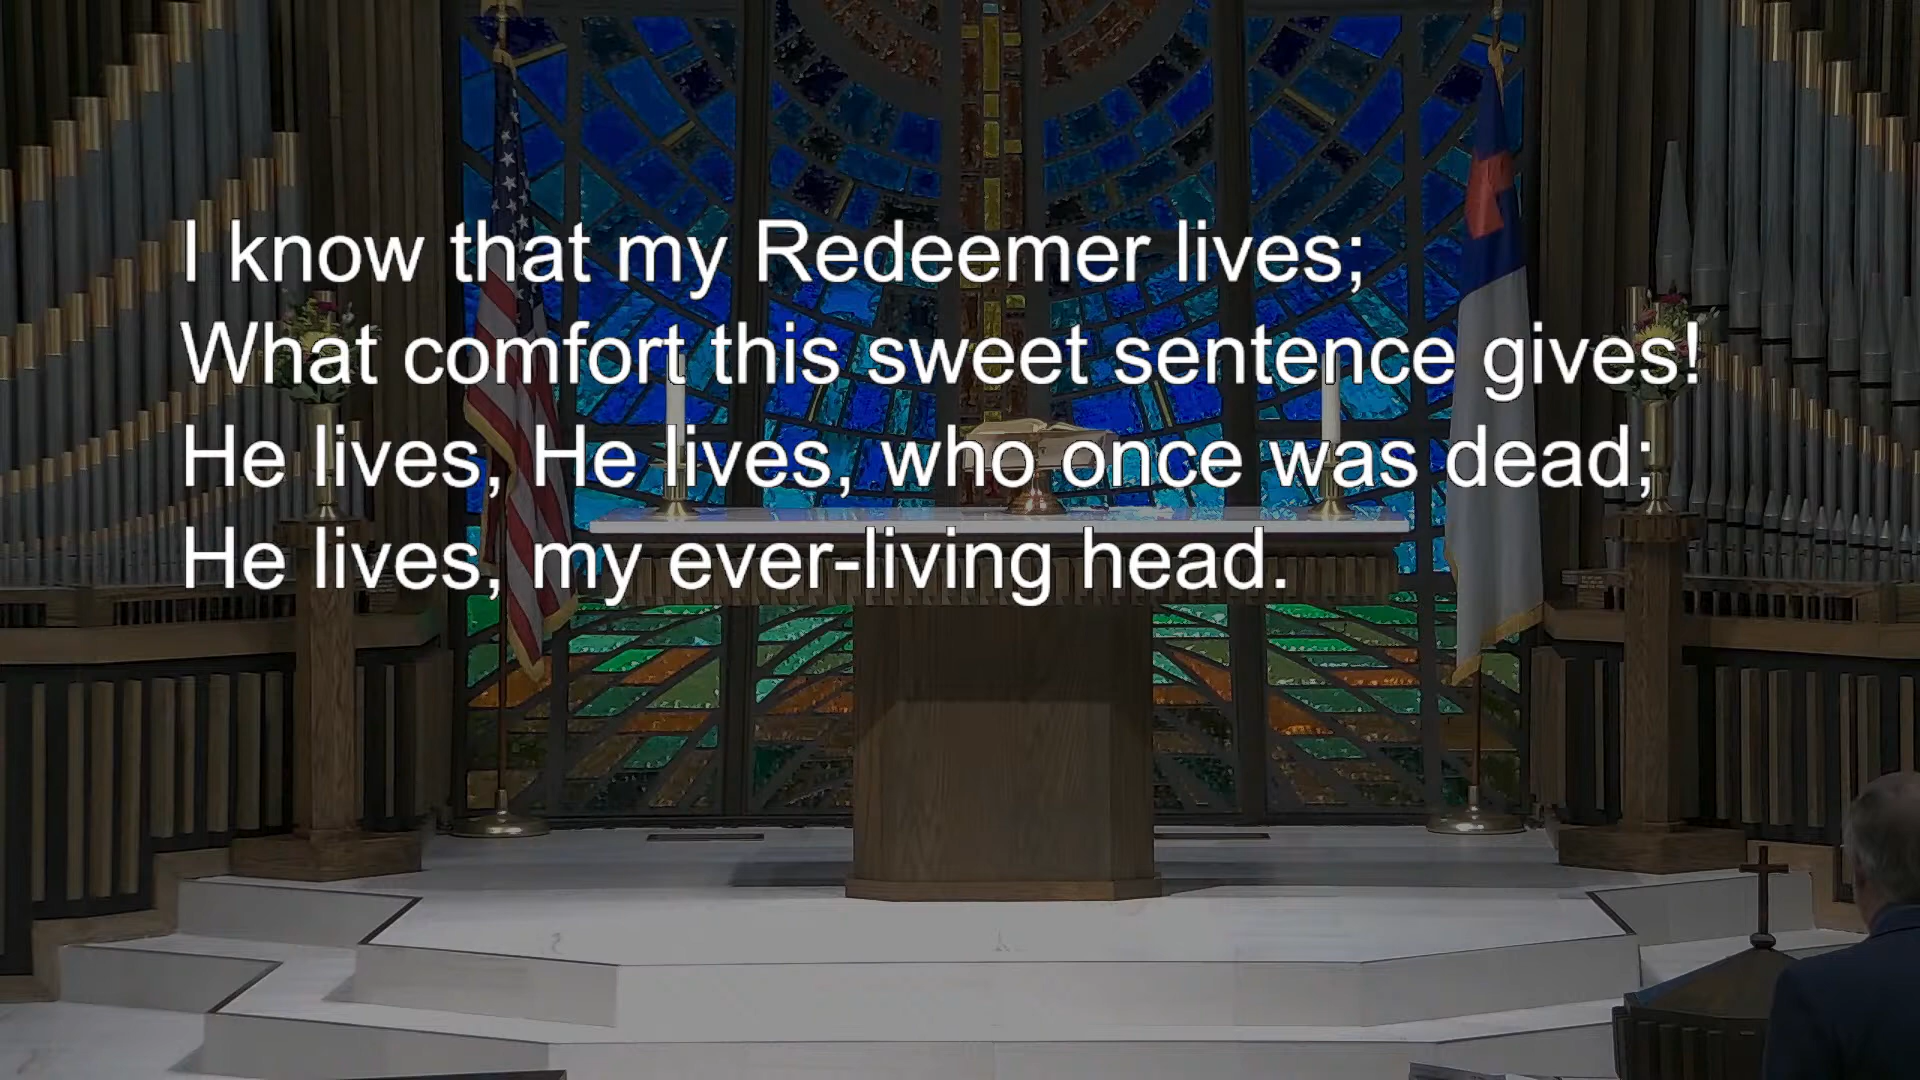 I know that my Redeemer lives;
What comfort this sweet sentence gives!
He lives, He lives, who once was dead;
He lives, my ever-living head.